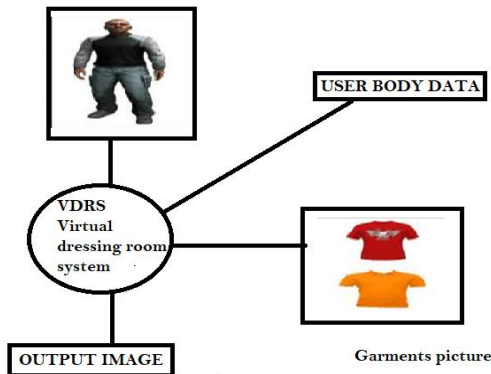 USER BODY DATA
VDRS
Virtual
dressing room
system
OUTPUT IMAGE
Garments picture